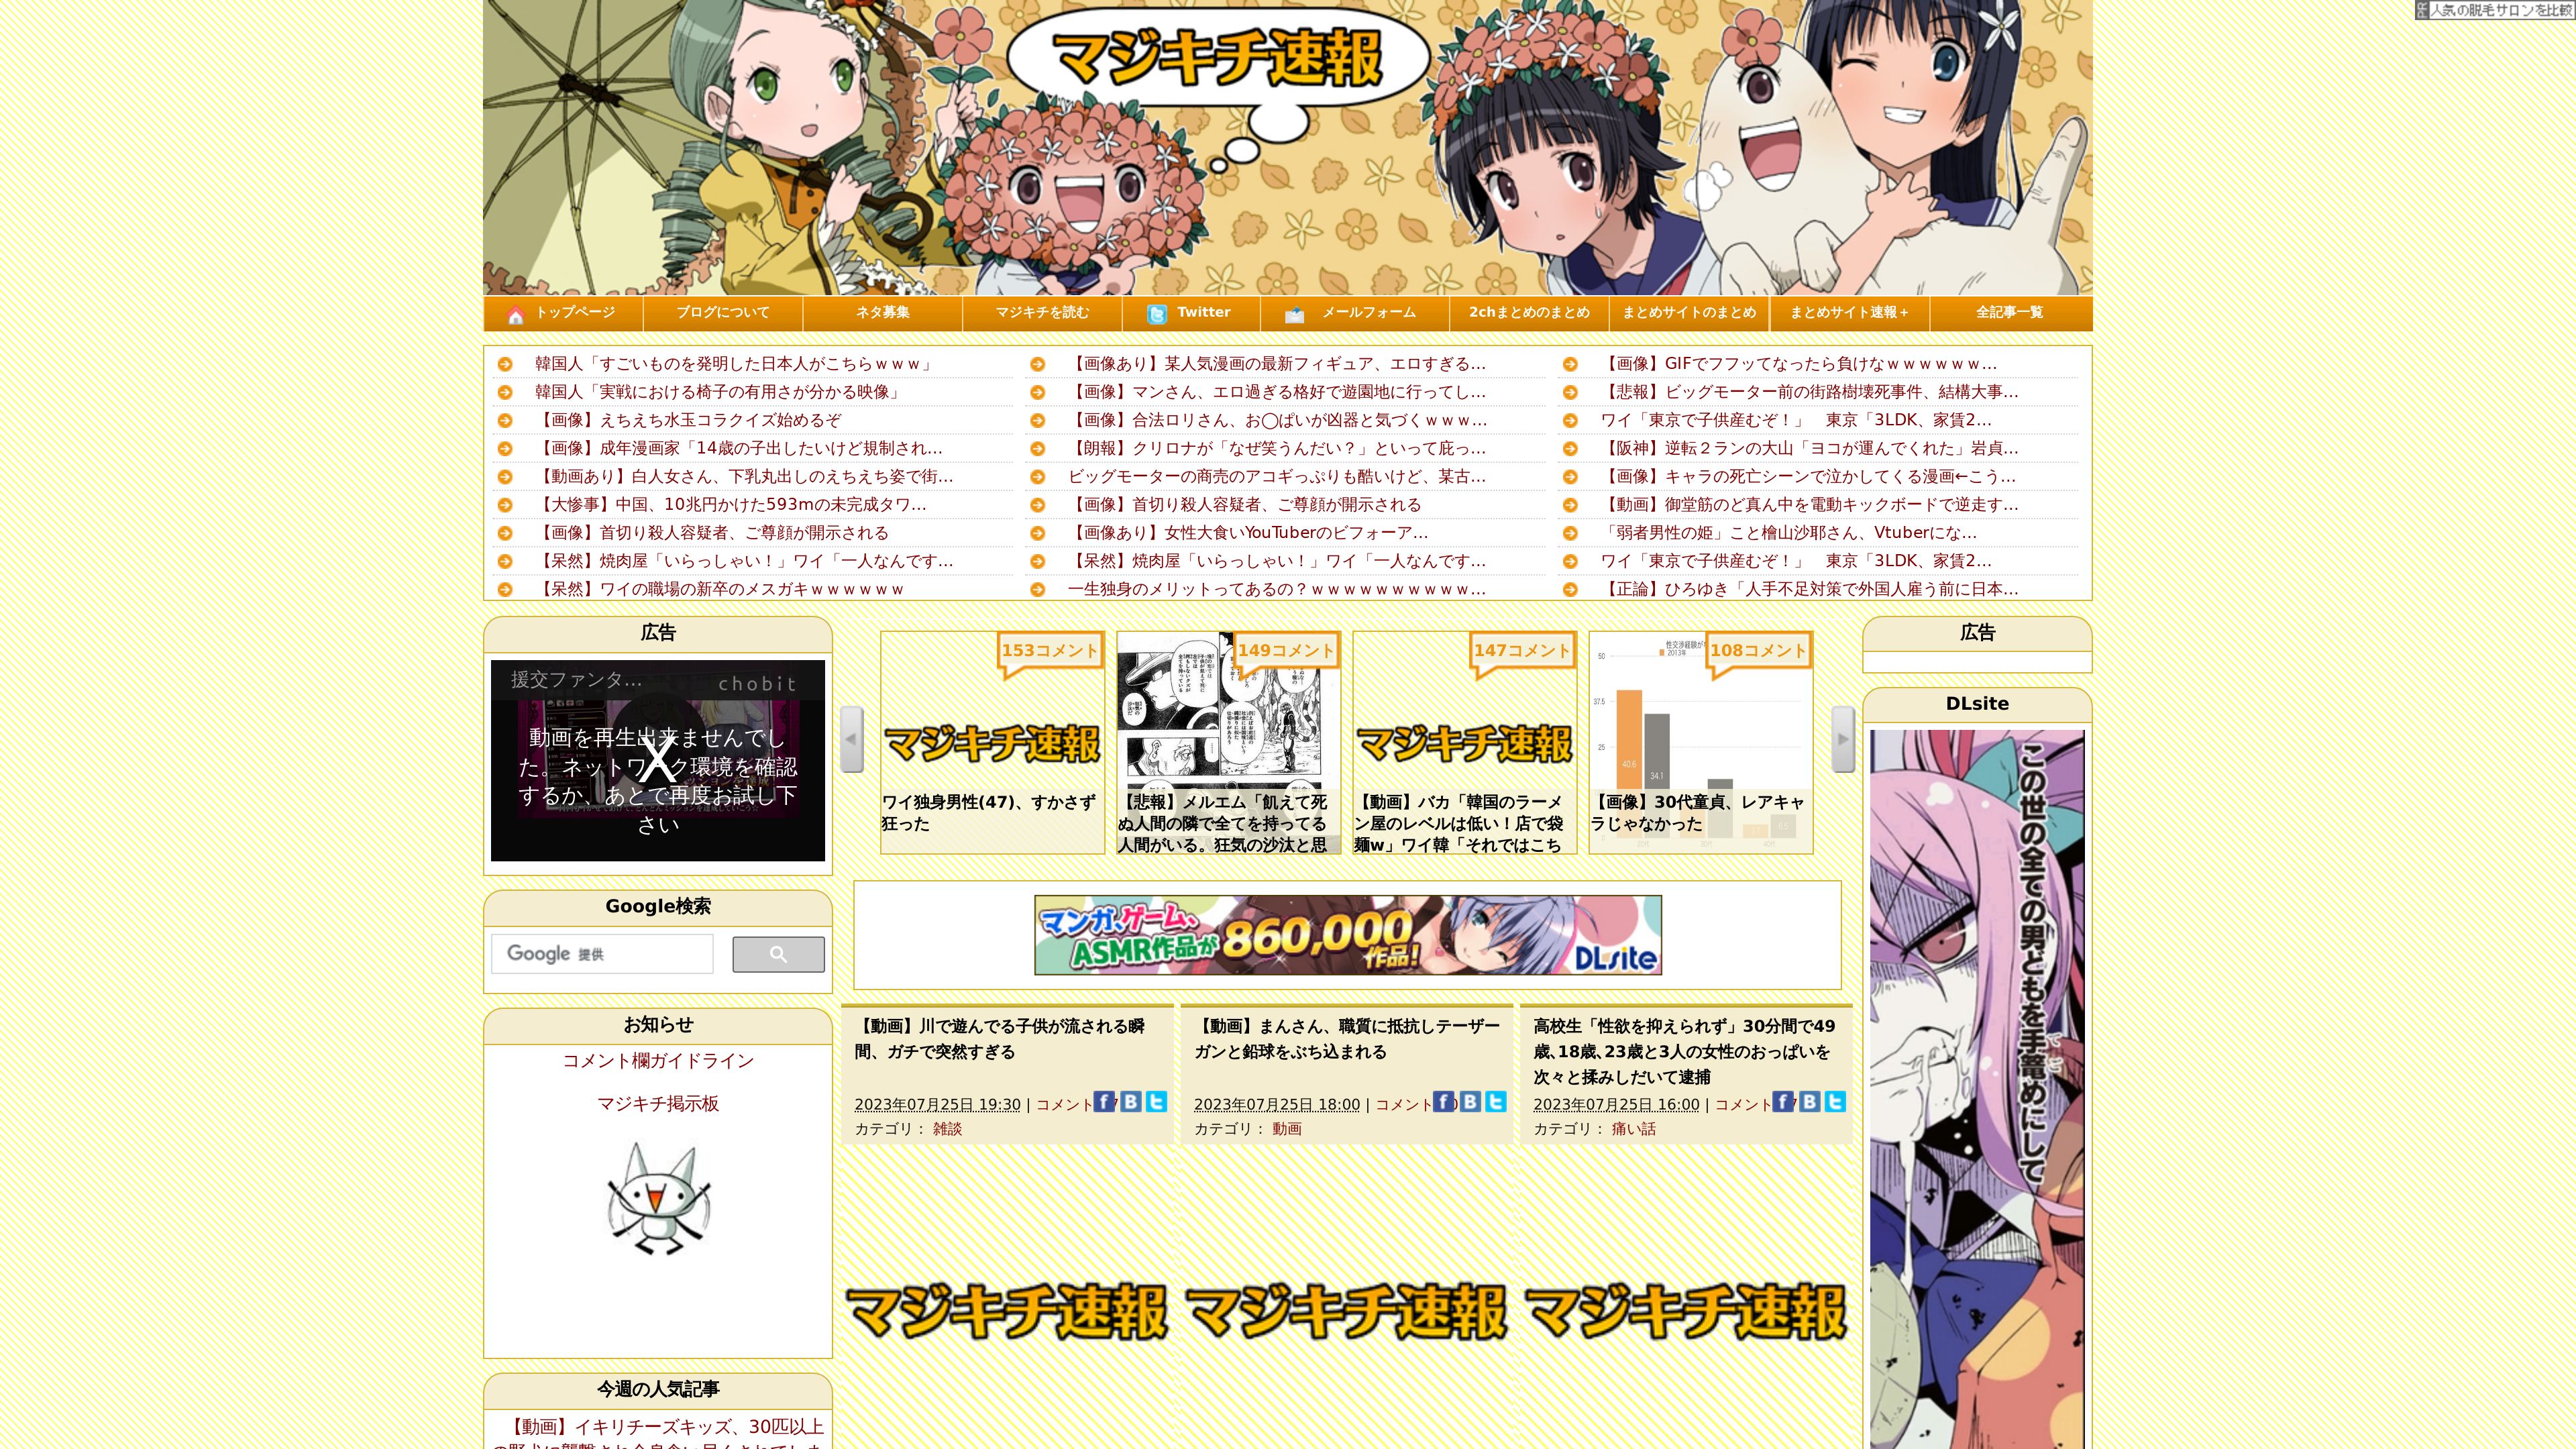 人気の脱毛サロンを比較
マジキチ速報
トップページ
ブログについて
ネタ募集
マジキチを読む
Twitter
メールフォーム
2chまとめのまとめ
まとめサイトのまとめ
まとめサイト速報＋
全記事一覧
韓国人「すごいものを発明した日本人がこちらｗｗｗ」
韓国人「実戦における椅子の有用さが分かる映像」
【画像】えちえち水玉コラクイズ始めるぞ
【画像】成年漫画家「14歳の子出したいけど規制され…
【動画あり】白人女さん、下乳丸出しのえちえち姿で街…
【大惨事】中国、10兆円かけた593mの未完成タワ…
【画像】首切り殺人容疑者、ご尊顔が開示される
【呆然】焼肉屋「いらっしゃい！」ワイ「一人なんです…
【呆然】ワイの職場の新卒のメスガキｗｗｗｗｗｗ
【画像あり】某人気漫画の最新フィギュア、エロすぎる…
【画像】マンさん、エロ過ぎる格好で遊園地に行ってし…
【画像】合法ロリさん、お◯ぱいが凶器と気づくｗｗｗ…
【朗報】クリロナが「なぜ笑うんだい？」といって庇っ…
ビッグモーターの商売のアコギっぷりも酷いけど、某古…
【画像】首切り殺人容疑者、ご尊顔が開示される
【画像あり】女性大食いYouTuberのビフォーア…
【呆然】焼肉屋「いらっしゃい！」ワイ「一人なんです…
一生独身のメリットってあるの？ｗｗｗｗｗｗｗｗｗｗ…
【画像】GIFでフフッてなったら負けなｗｗｗｗｗｗ…
【悲報】ビッグモーター前の街路樹壊死事件、結構大事…
ワイ「東京で子供産むぞ！」　東京「3LDK、家賃2…
【阪神】逆転２ランの大山「ヨコが運んでくれた」岩貞…
【画像】キャラの死亡シーンで泣かしてくる漫画←こう…
【動画】御堂筋のど真ん中を電動キックボードで逆走す…
「弱者男性の姫」こと檜山沙耶さん、Vtuberにな…
ワイ「東京で子供産むぞ！」　東京「3LDK、家賃2…
【正論】ひろゆき「人手不足対策で外国人雇う前に日本…
広告
援交ファンタ…
chobit
動画を再生出来ませんでし
た。ネットワーク環境を確認
するか、あとで再度お試し下
さい
X
Google検索
Google 提供
お知らせ
コメント欄ガイドライン
マジキチ掲示板
今週の人気記事
【動画】イキリチーズキッズ、30匹以上
153コメント
マジキチ速報
ワイ独身男性(47)、すかさず
狂った
149コメント
【悲報】メルエム「飢えて死
ぬ人間の隣で全てを持ってる
人間がいる。狂気の沙汰と思
147コメント
マジキチ速報
【動画】バカ「韓国のラーメ
ン屋のレベルは低い！店で袋
麺w」ワイ韓「それではこち
108コメント
2013年
50
37.5
25
40.6
34.1
【画像】30代童貞、レアキャ
ラじゃなかった
マンガ、ゲーム、
ASMR作品が
860,000
作品！
DLsite
【動画】川で遊んでる子供が流される瞬
間、ガチで突然すぎる
2023年07月25日 19:30 | コメント
カテゴリ： 雑談
マジキチ速報
【動画】まんさん、職質に抵抗しテーザー
ガンと鉛球をぶち込まれる
2023年07月25日 18:00 | コメント
カテゴリ： 動画
マジキチ速報
高校生「性欲を抑えられず」30分間で49
歳､18歳､23歳と3人の女性のおっぱいを
次々と揉みしだいて逮捕
2023年07月25日 16:00 | コメント
カテゴリ： 痛い話
マジキチ速報
広告
DLsite
この世の全ての男どもを手篭めにして